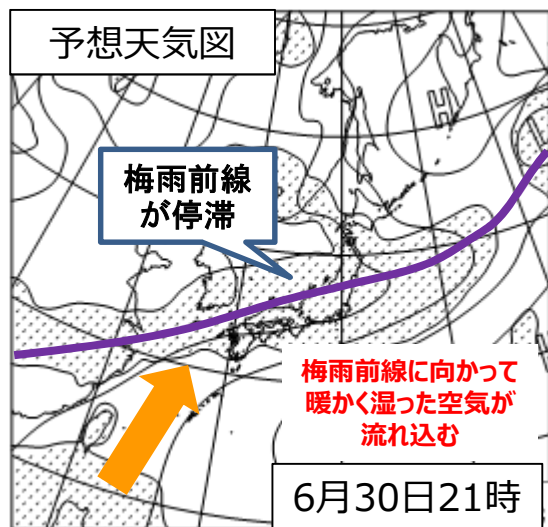 予想天気図
H
梅雨前線
が停滞
L
梅雨前線に向かって
暖かく湿った空気が
流れ込む
6月30日21時